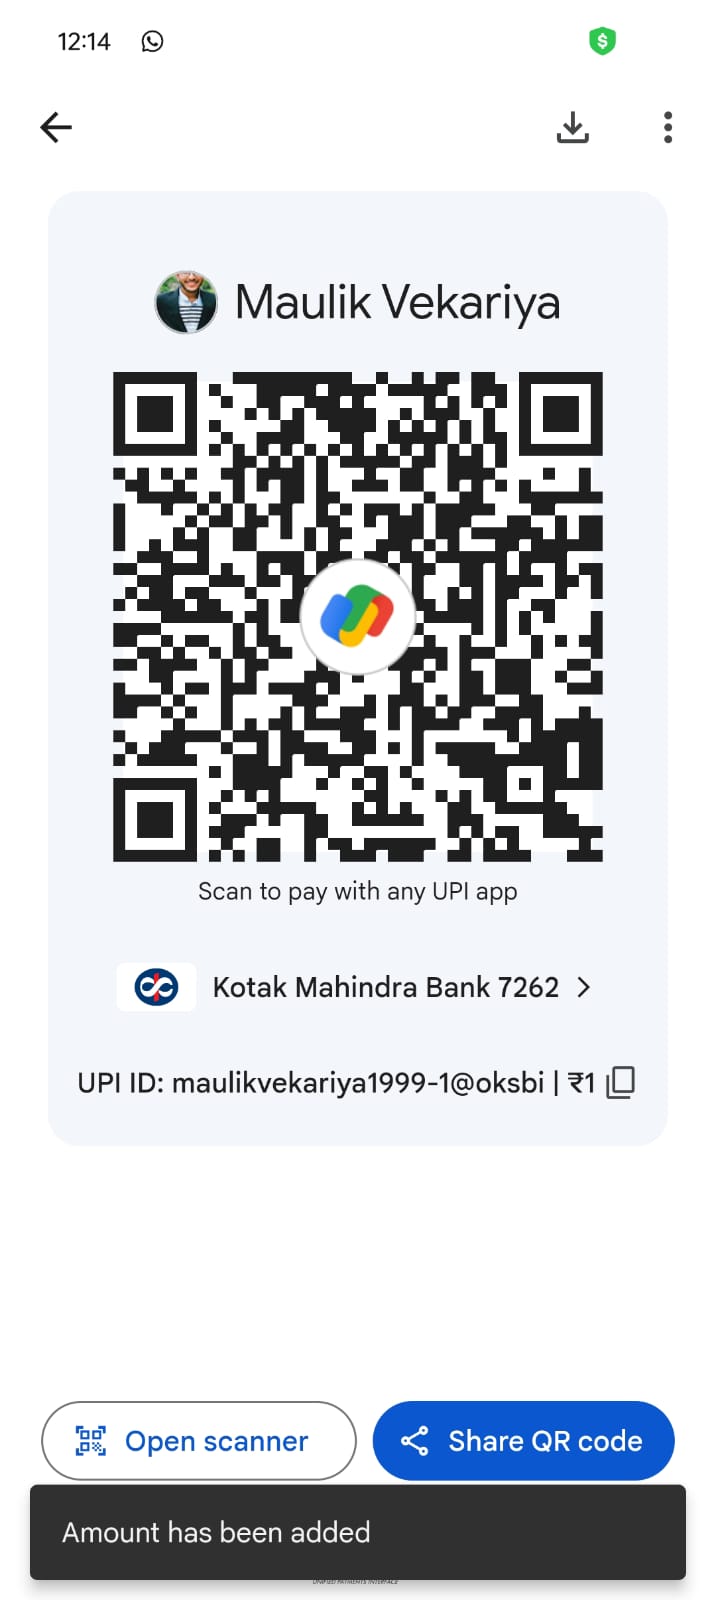 12:14
Maulik Vekariya
Scan to pay with any UPI app
Kotak Mahindra Bank 7262
UPI ID: maulikvekariya1999-1@oksbi | ₹1
Open scanner
Share QR code
Amount has been added
UNIFIED PAYMENTS INTERFACE